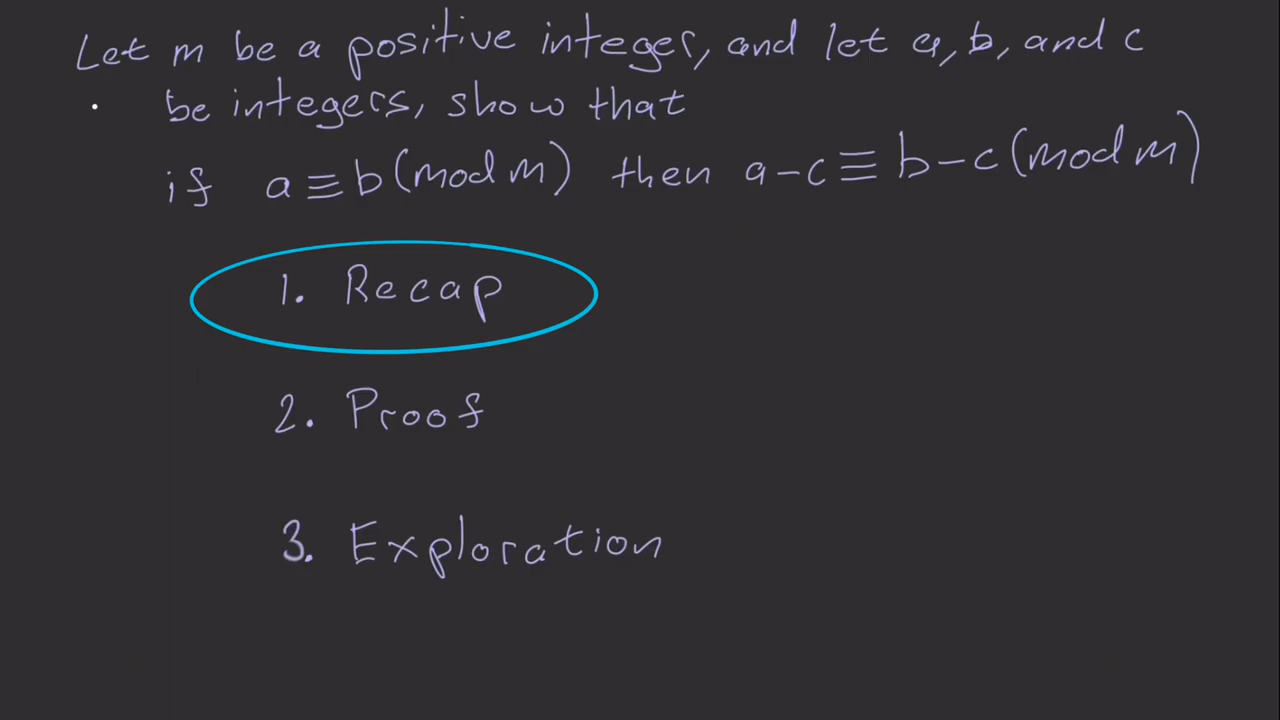 Let m be a positive integer, and let a, b, and c
be integers, show that
if a ≡ b (mod m) then a - c ≡ b - c (mod m)
1. Recap
2. Proof
3. Exploration